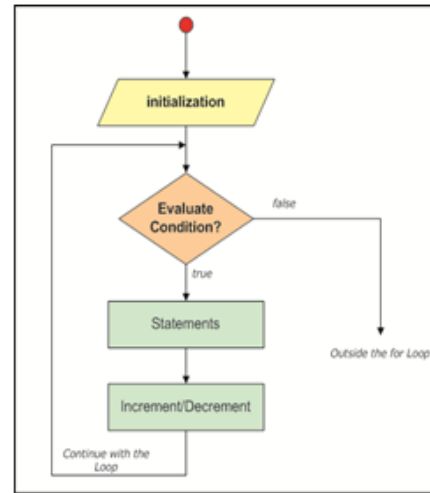 initialization
Evaluate
Condition?
false
true
Statements
Outside the for Loop
Increment/Decrement
Continue with the
Loop